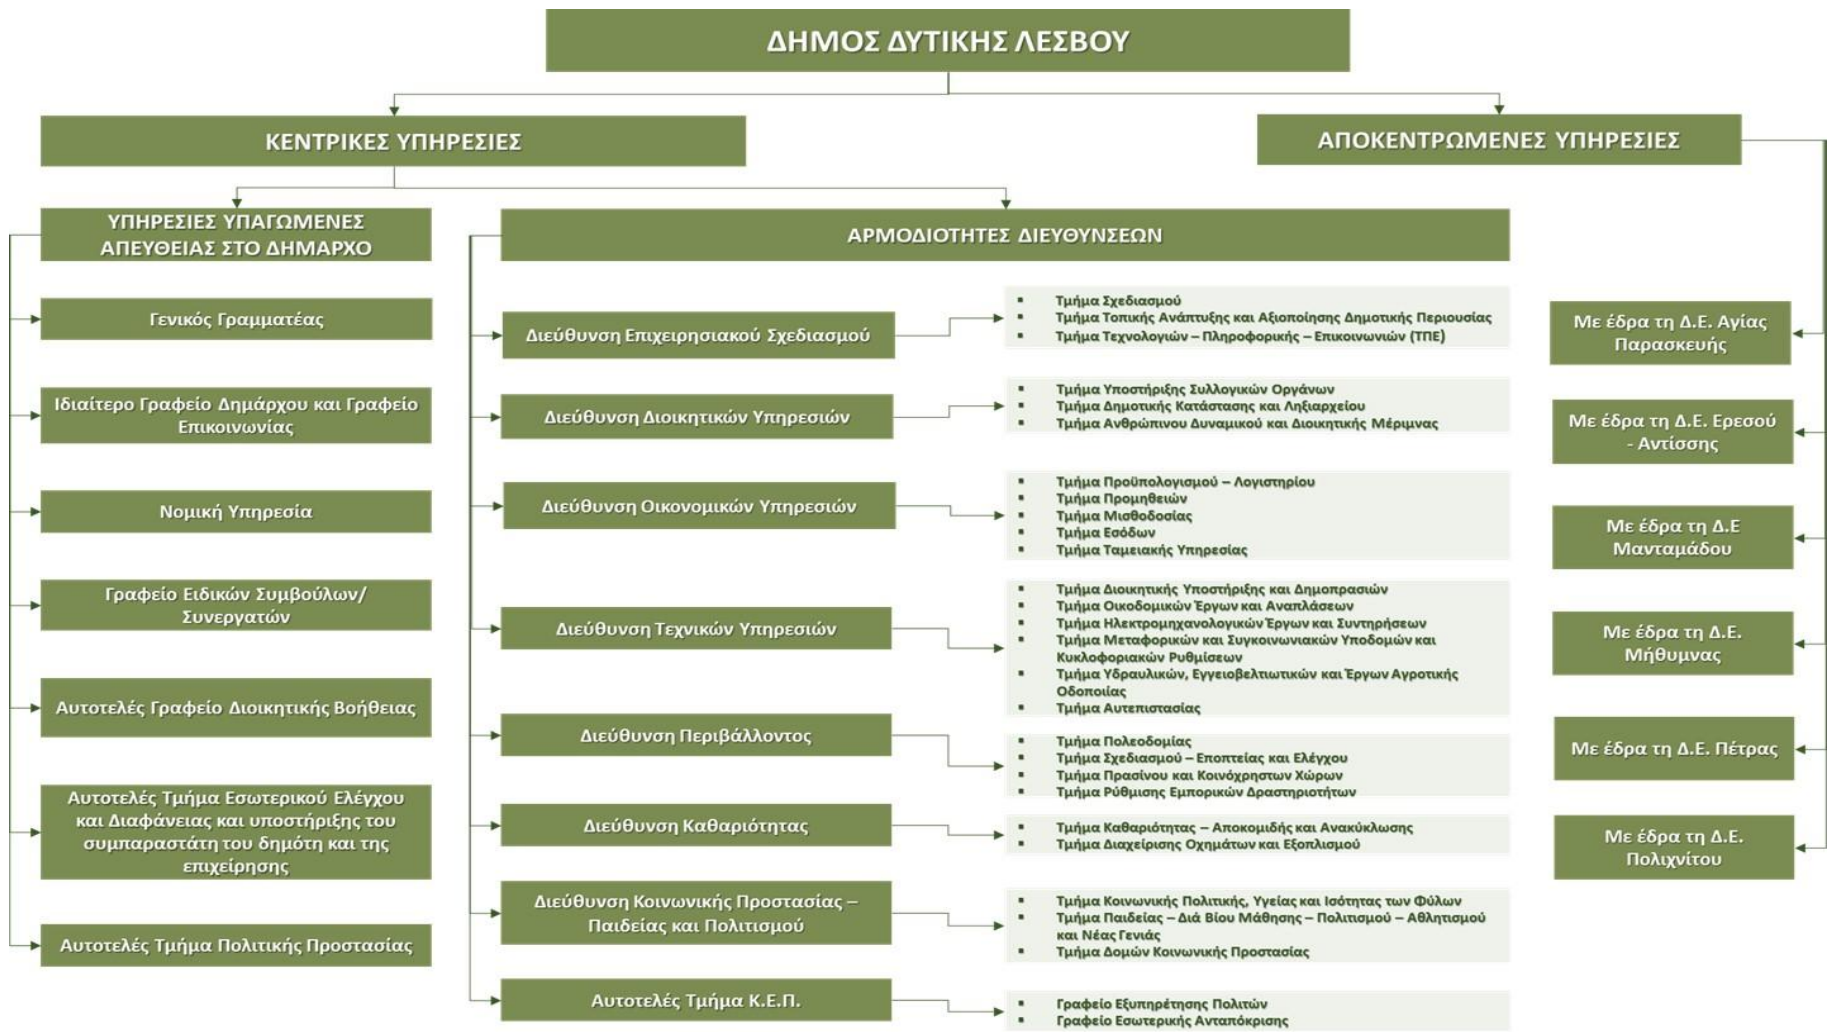 ΔΗΜΟΣ ΔΥΤΙΚΗΣ ΛΕΣΒΟΥ
ΚΕΝΤΡΙΚΕΣ ΥΠΗΡΕΣΙΕΣ
ΑΠΟΚΕΝΤΡΩΜΕΝΕΣ ΥΠΗΡΕΣΙΕΣ
ΥΠΗΡΕΣΙΕΣ ΥΠΑΓΩΜΕΝΕΣ
ΑΠΕΥΘΕΙΑΣ ΣΤΟ ΔΗΜΑΡΧΟ
Γενικός Γραμματέας
Ιδιαίτερο Γραφείο Δημάρχου και Γραφείο
Επικοινωνίας
Νομική Υπηρεσία
Γραφείο Ειδικών Συμβούλων/
Συνεργατών
Αυτοτελές Γραφείο Διοικητικής Βοήθειας
Αυτοτελές Τμήμα Εσωτερικού Ελέγχου
και Διαφάνειας και υποστήριξης του
συμπαραστάτη του δημότη και της
επιχείρησης
Αυτοτελές Τμήμα Πολιτικής Προστασίας
ΑΡΜΟΔΙΟΤΗΤΕΣ ΔΙΕΥΘΥΝΣΕΩΝ
Διεύθυνση Επιχειρησιακού Σχεδιασμού
▪ Τμήμα Σχεδιασμού
▪ Τμήμα Τοπικής Ανάπτυξης και Αξιοποίησης Δημοτικής Περιουσίας
▪ Τμήμα Τεχνολογιών – Πληροφορικής – Επικοινωνιών (ΤΠΕ)
Διεύθυνση Διοικητικών Υπηρεσιών
▪ Τμήμα Υποστήριξης Συλλογικών Οργάνων
▪ Τμήμα Δημοτικής Κατάστασης και Ληξιαρχείου
▪ Τμήμα Ανθρώπινου Δυναμικού και Διοικητικής Μέριμνας
Διεύθυνση Οικονομικών Υπηρεσιών
▪ Τμήμα Προϋπολογισμού – Λογιστηρίου
▪ Τμήμα Προμηθειών
▪ Τμήμα Μισθοδοσίας
▪ Τμήμα Εσόδων
▪ Τμήμα Ταμειακής Υπηρεσίας
Διεύθυνση Τεχνικών Υπηρεσιών
▪ Τμήμα Διοικητικής Υποστήριξης και Δημοπρασιών
▪ Τμήμα Οικοδομικών Έργων και Αναπλάσεων
▪ Τμήμα Ηλεκτρομηχανολογικών Έργων και Συντηρήσεων
▪ Τμήμα Μεταφορικών και Συγκοινωνιακών Υποδομών και
Κυκλοφοριακών Ρυθμίσεων
▪ Τμήμα Υδραυλικών, Εγγειοβελτιωτικών και Έργων Αγροτικής
Οδοποιίας
▪ Τμήμα Αυτεπιστασίας
Διεύθυνση Περιβάλλοντος
▪ Τμήμα Πολεοδομίας
▪ Τμήμα Σχεδιασμού – Εποπτείας και Ελέγχου
▪ Τμήμα Πρασίνου και Κοινόχρηστων Χώρων
▪ Τμήμα Ρύθμισης Εμπορικών Δραστηριοτήτων
Διεύθυνση Καθαριότητας
▪ Τμήμα Καθαριότητας – Αποκομιδής και Ανακύκλωσης
▪ Τμήμα Διαχείρισης Οχημάτων και Εξοπλισμού
Διεύθυνση Κοινωνικής Προστασίας –
Παιδείας και Πολιτισμού
▪ Τμήμα Κοινωνικής Πολιτικής, Υγείας και Ισότητας των Φύλων
▪ Τμήμα Παιδείας – Διά Βίου Μάθησης – Πολιτισμού – Αθλητισμού
και Νέας Γενιάς
▪ Τμήμα Δομών Κοινωνικής Προστασίας
Αυτοτελές Τμήμα Κ.Ε.Π.
▪ Γραφείο Εξυπηρέτησης Πολιτών
▪ Γραφείο Εσωτερικής Ανταπόκρισης
Με έδρα τη Δ.Ε. Αγίας
Παρασκευής
Με έδρα τη Δ.Ε. Ερεσού
- Αντίσσης
Με έδρα τη Δ.Ε
Μανταμάδου
Με έδρα τη Δ.Ε.
Μήθυμνας
Με έδρα τη Δ.Ε. Πέτρας
Με έδρα τη Δ.Ε.
Πολιχνίτου